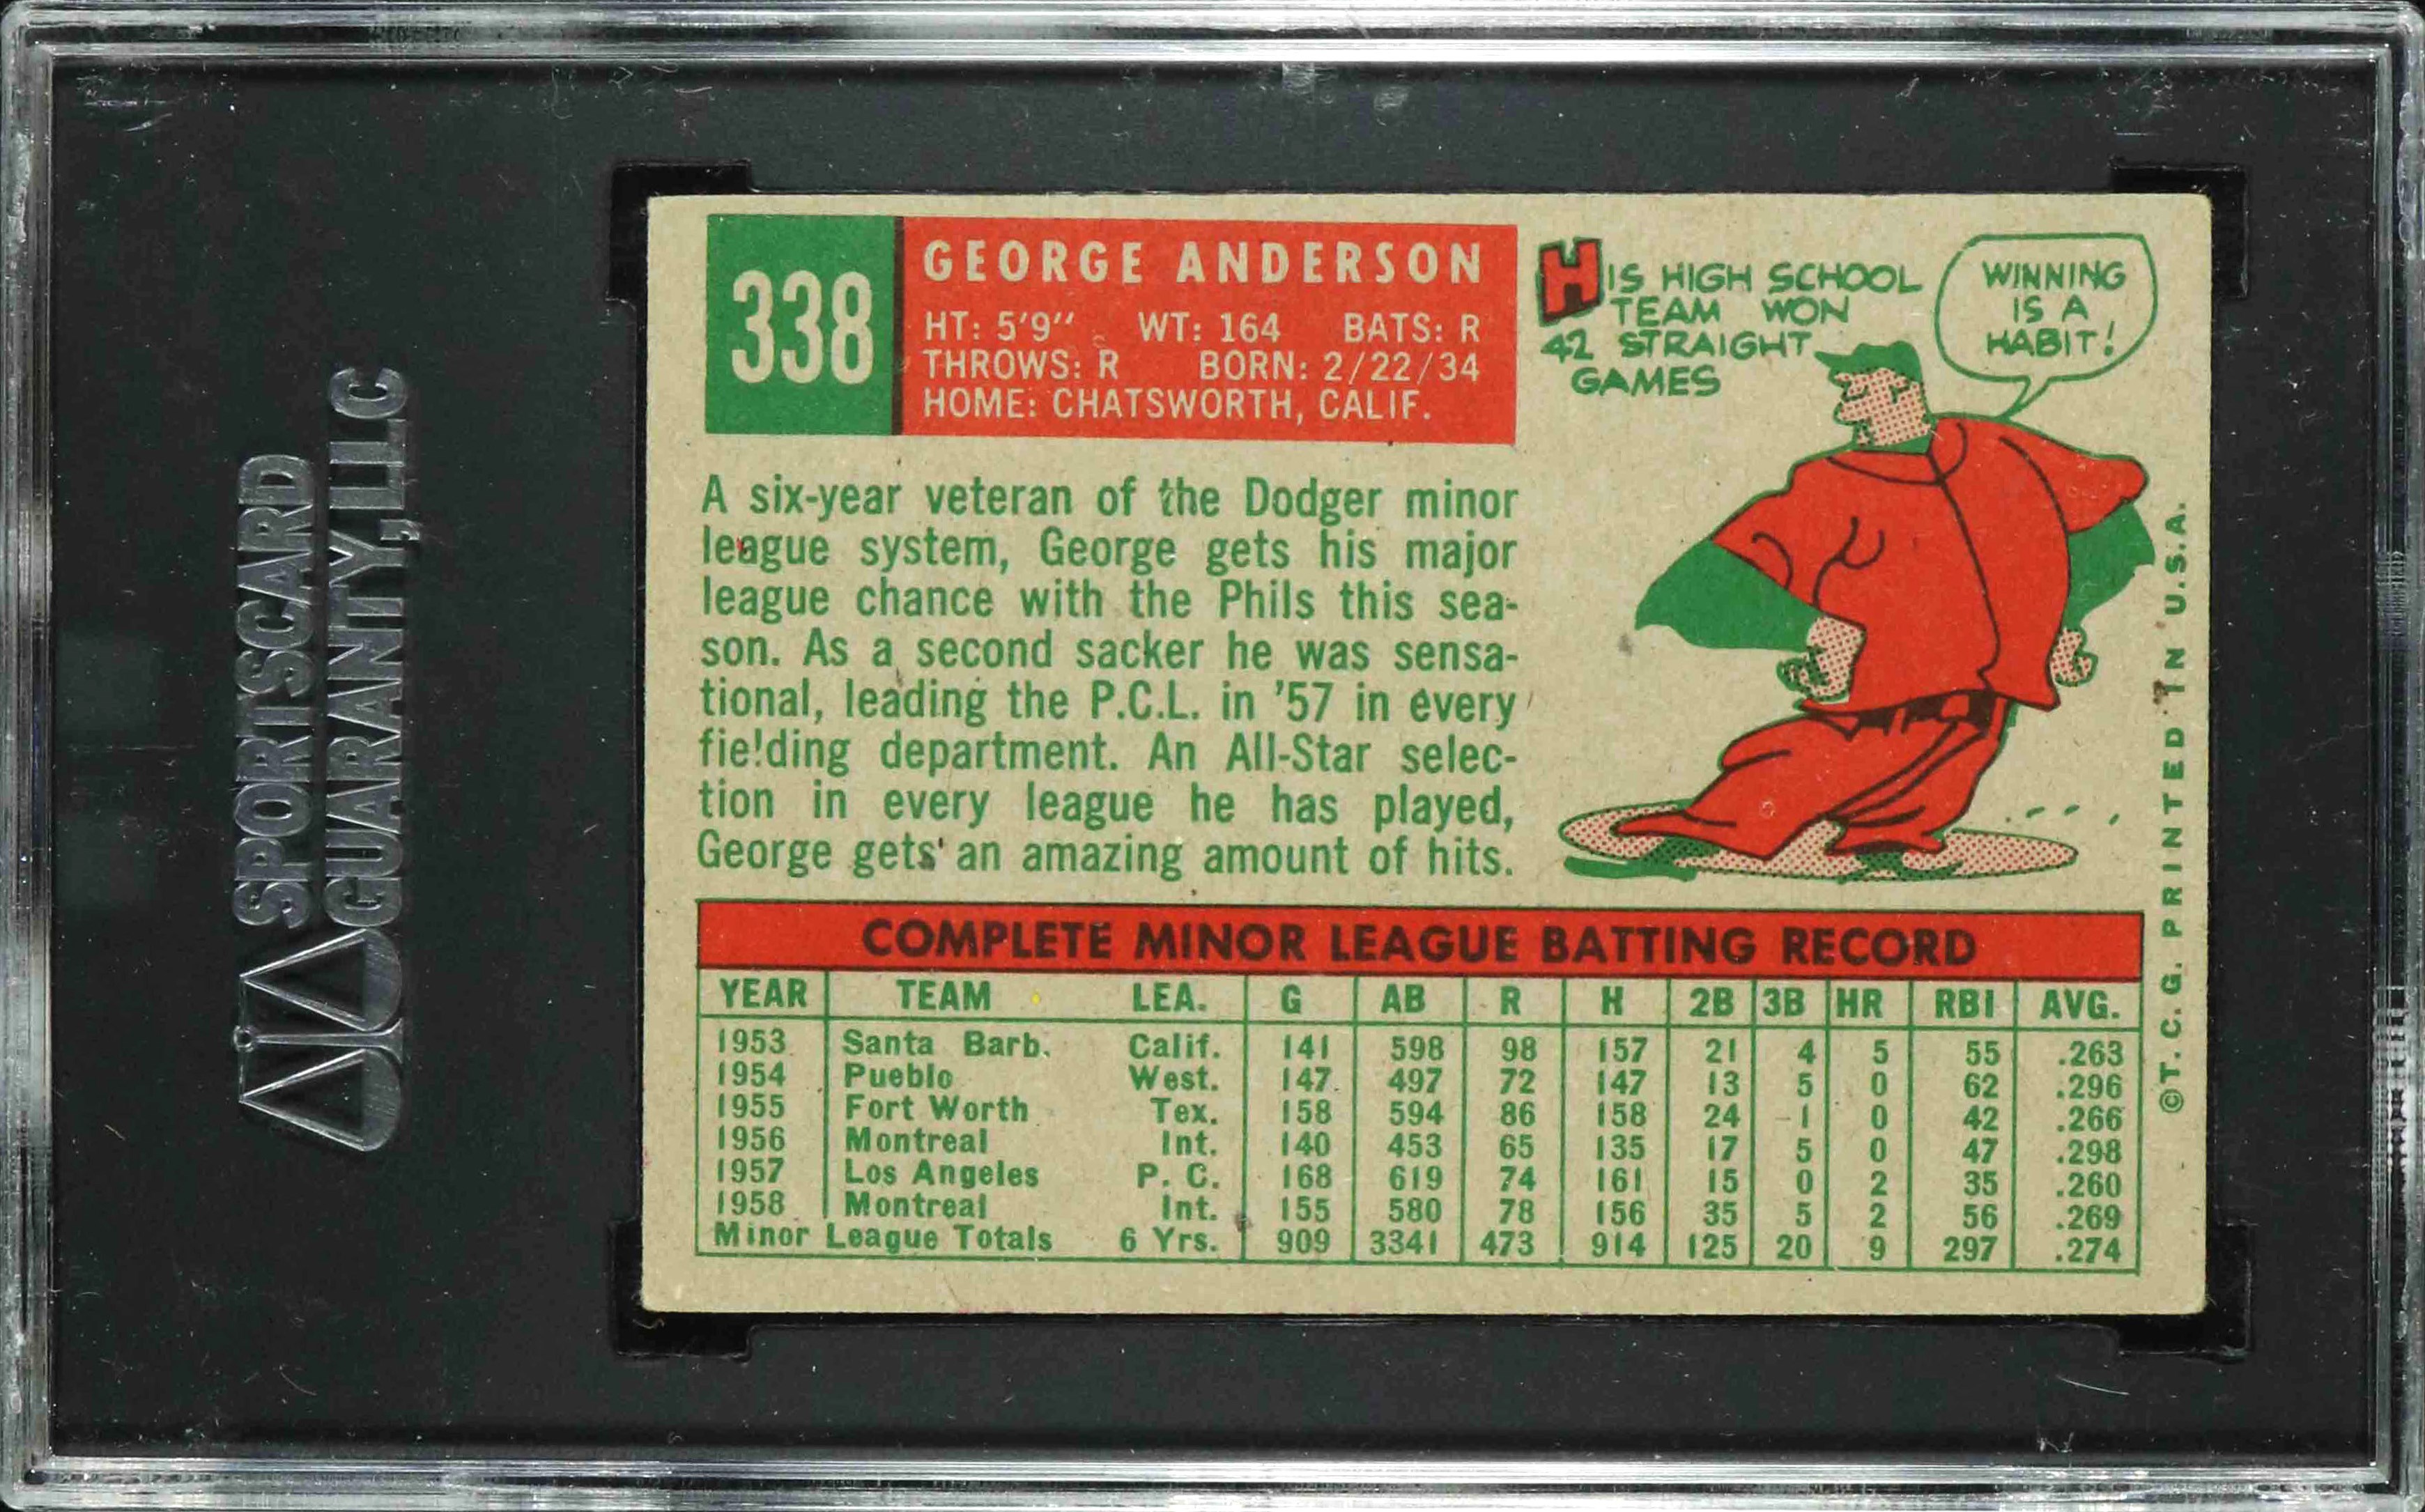 SPORTSCARD
GUARANTY, LLC
338
GEORGE ANDERSON
HT: 5'9" WT: 164 BATS: R
THROWS: R BORN: 2/22/34
HOME: CHATSWORTH, CALIF.
HIS HIGH SCHOOL
TEAM WON
42 STRAIGHT
GAMES
WINNING
IS A
HABIT!
A six-year veteran of the Dodger minor
league system, George gets his major
league chance with the Phils this sea-
son. As a second sacker he was sensa-
tional, leading the P.C.L. in '57 in every
fielding department. An All-Star selec-
tion in every league he has played,
George gets an amazing amount of hits.
COMPLETE MINOR LEAGUE BATTING RECORD
YEAR TEAM LEA. G AB R H 2B 3B HR RBI AVG.
1953 Santa Barb. Calif. 141 598 98 157 21 4 5 55 .263
1954 Pueblo West. 147 497 72 147 13 5 0 62 .296
1955 Fort Worth Tex. 158 594 86 158 24 1 0 42 .266
1956 Montreal Int. 140 453 65 135 17 5 0 47 .298
1957 Los Angeles P. C. 168 619 74 161 15 0 2 35 .260
1958 Montreal Int. 155 580 78 156 35 5 2 56 .269
Minor League Totals 6 Yrs. 909 3341 473 914 125 20 9 297 .274
©T.C.G. PRINTED IN U.S.A.